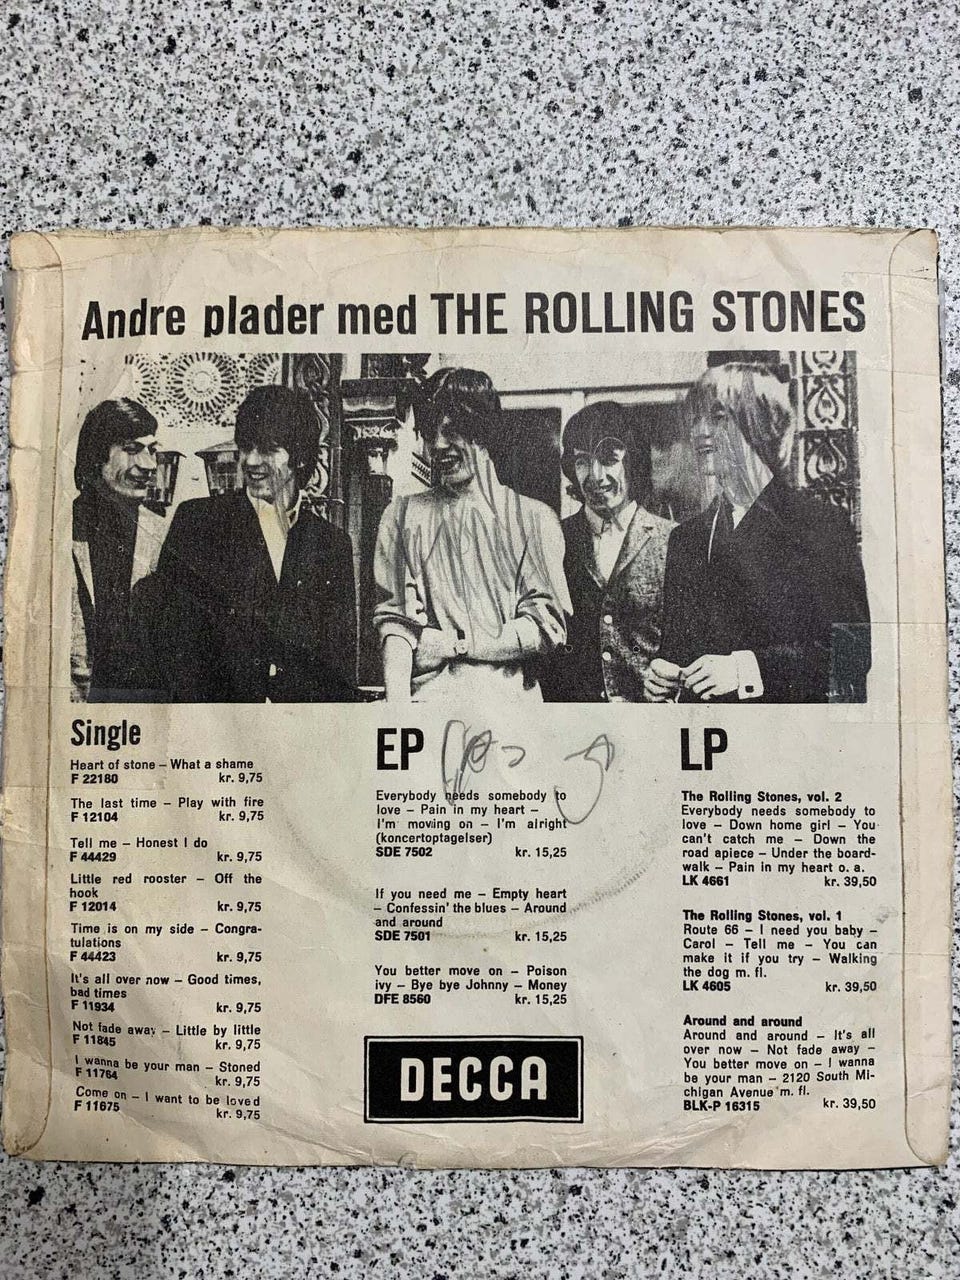 Andre plader med THE ROLLING STONES
Single
Heart of stone – What a shame
F 22180 kr. 9,75
The last time – Play with fire
F 12104 kr. 9,75
Tell me – Honest I do
F 44429 kr. 9,75
Little red rooster – Off the
hook
F 12014 kr. 9,75
Time is on my side – Congra-
tulations
F 44423 kr. 9,75
It's all over now – Good times,
bad times
F 11934 kr. 9,75
Not fade away – Little by little
F 11845 kr. 9,75
I wanna be your man – Stoned
F 11764 kr. 9,75
Come on – I want to be loved
F 11675 kr. 9,75
EP
Everybody needs somebody to
love – Pain in my heart –
I'm moving on – I'm alright
(koncertoptagelser)
SDE 7502 kr. 15,25
If you need me – Empty heart
– Confessin' the blues – Around
and around
SDE 7501 kr. 15,25
You better move on – Poison
ivy – Bye bye Johnny – Money
DFE 8560 kr. 15,25
DECCA
LP
The Rolling Stones, vol. 2
Everybody needs somebody to
love – Down home girl – You
can't catch me – Down the
road apiece – Under the board-
walk – Pain in my heart o. a.
LK 4661 kr. 39,50
The Rolling Stones, vol. 1
Route 66 – I need you baby –
Carol – Tell me – You can
make it if you try – Walking
the dog m. fl.
LK 4605 kr. 39,50
Around and around
Around and around – It's all
over now – Not fade away –
You better move on – I wanna
be your man – 2120 South Mi-
chigan Avenue m. fl.
BLK-P 16315 kr. 39,50